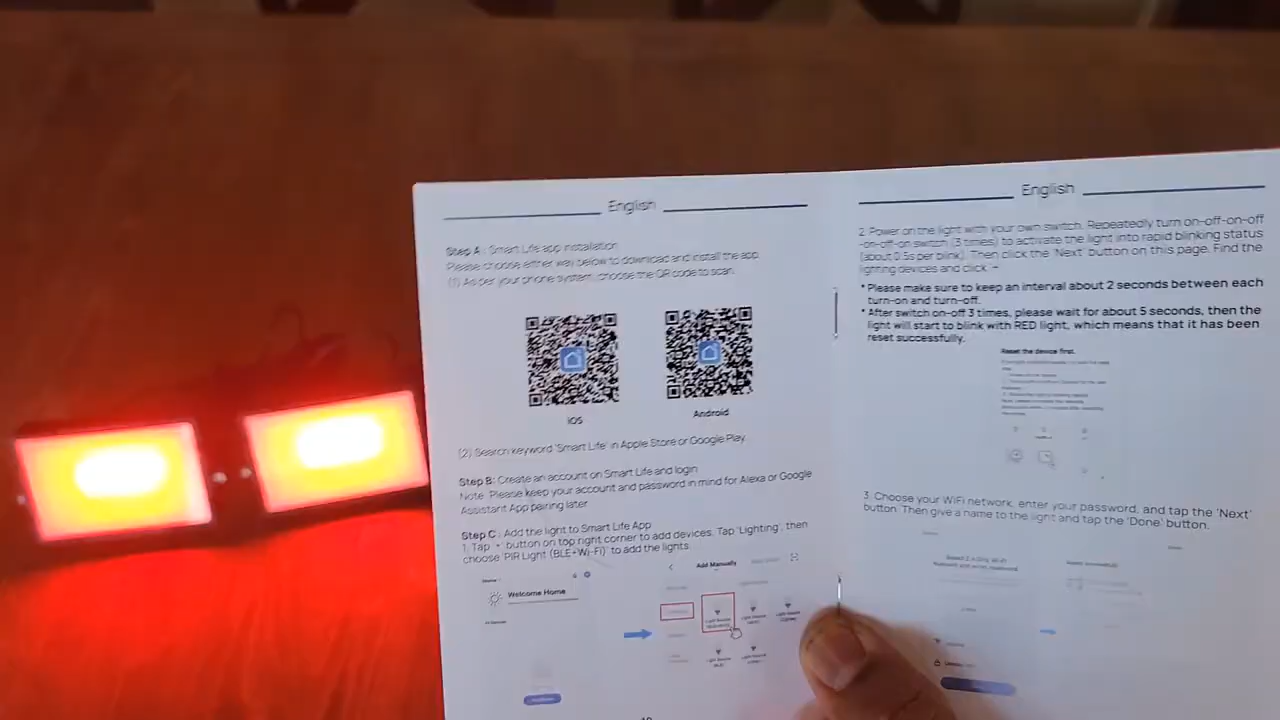 English
Step A : Smart Life app installation
Please choose either way below to download and install the app
(1) As per your phone system, choose the QR code to scan.
iOS
Android
(2) Search keyword 'Smart Life' in Apple Store or Google Play
Step B: Create an account on Smart Life and login
Note: Please keep your account and password in mind for Alexa or Google
Assistant App pairing later
Step C : Add the light to Smart Life App
1. Tap '+' button on top right corner to add devices. Tap 'Lighting', then
choose 'PIR Light (BLE+Wi-Fi)' to add the lights.
Welcome Home
Add Manually
English
2. Power on the light with your own switch. Repeatedly turn on-off-on-off
-on-off-on switch (3 times) to activate the light into rapid blinking status
(about 0.5s per blink). Then click the 'Next' button on this page. Find the
lighting devices and click
* Please make sure to keep an interval about 2 seconds between each
turn-on and turn-off.
* After switch on-off 3 times, please wait for about 5 seconds, then the
light will start to blink with RED light, which means that it has been
reset successfully.
Reset the device first.
3. Choose your WiFi network, enter your password, and tap the 'Next'
button. Then give a name to the light and tap the 'Done' button.